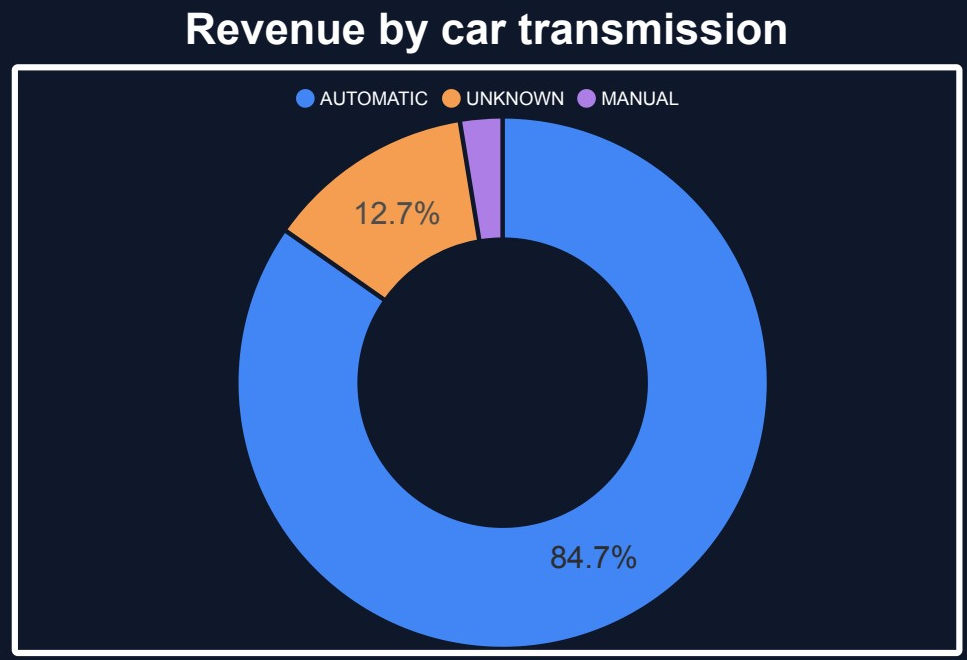 Revenue by car transmission
AUTOMATIC UNKNOWN MANUAL
12.7%
84.7%